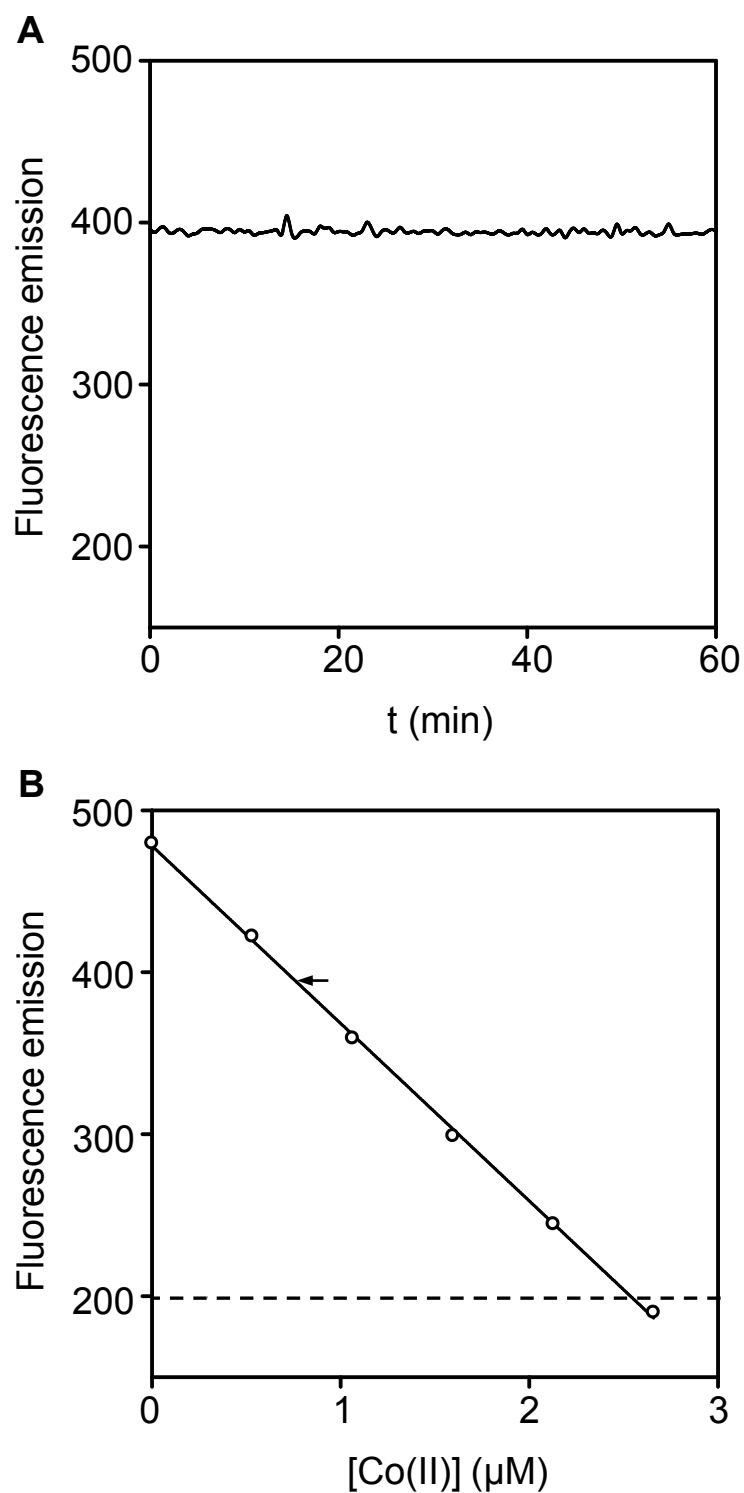 A
500
400
300
200
Fluorescence emission
0 20 40 60
t (min)
B
500
400
300
200
Fluorescence emission
0 1 2 3
[Co(II)] (μM)